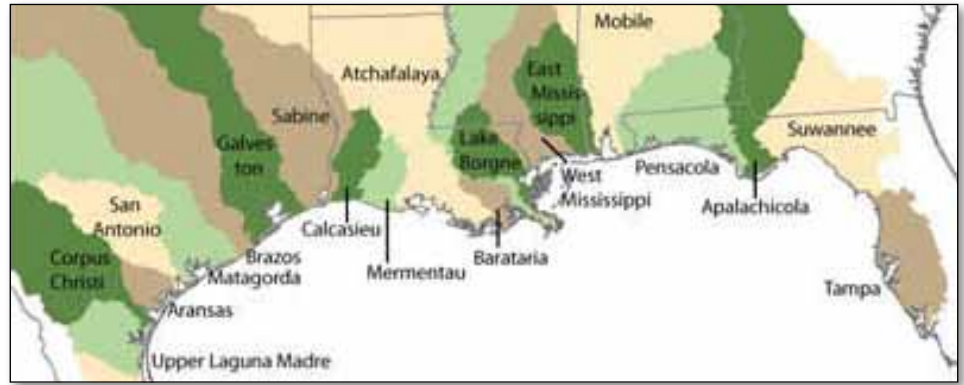 Mobile
Atchafalaya
East
Missis-
sippi
Sabine
Galves-
ton
Lake
Borgne
Suwannee
Pensacola
West
Mississippi
Apalachicola
San
Antonio
Calcasieu
Corpus
Christi
Brazos
Matagorda
Mermentau
Barataria
Tampa
Aransas
Upper Laguna Madre